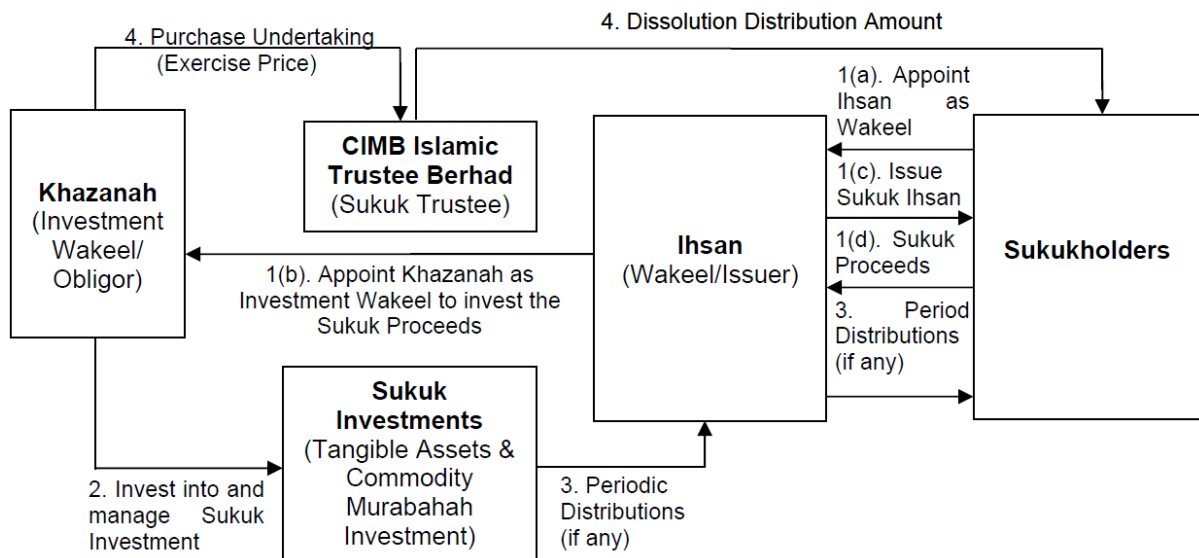 4. Purchase Undertaking
(Exercise Price)
4. Dissolution Distribution Amount
Khazanah
(Investment
Wakeel/
Obligor)
CIMB Islamic
Trustee Berhad
(Sukuk Trustee)
1(b). Appoint Khazanah as
Investment Wakeel to invest the
Sukuk Proceeds
Ihsan
(Wakeel/Issuer)
1(a). Appoint
Ihsan as
Wakeel
1(c). Issue
Sukuk Ihsan
1(d). Sukuk
Proceeds
3. Period
Distributions
(if any)
Sukukholders
2. Invest into and
manage Sukuk
Investment
Sukuk
Investments
(Tangible Assets &
Commodity
Murabahah
Investment)
3. Periodic
Distributions
(if any)